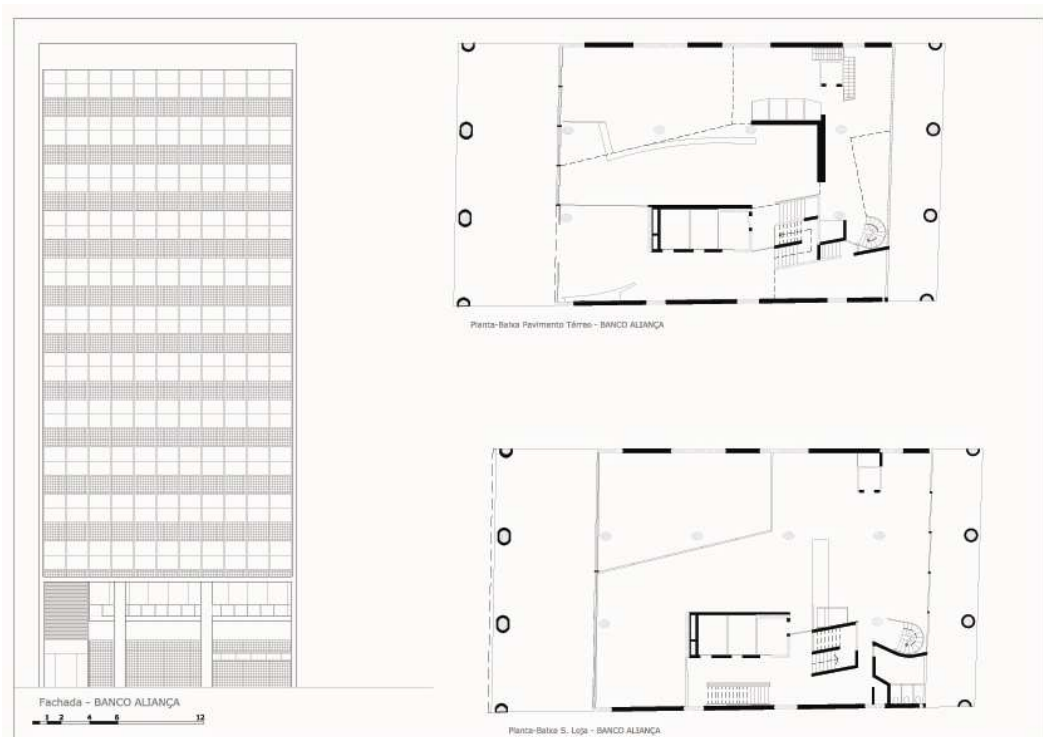 Planta-Baixa Pavimento Térreo - BANCO ALIANÇA
Fachada - BANCO ALIANÇA
1 2 4 6 12
Planta-Baixa S. Loja - BANCO ALIANÇA